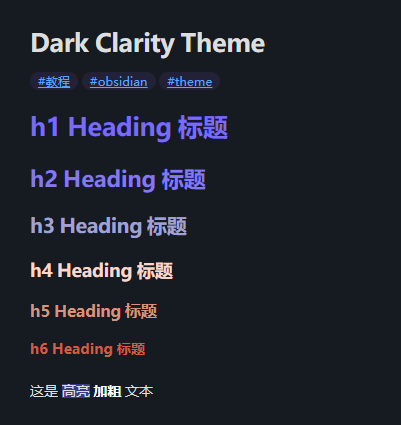 Dark Clarity Theme
#教程 #obsidian #theme
h1 Heading 标题
h2 Heading 标题
h3 Heading 标题
h4 Heading 标题
h5 Heading 标题
h6 Heading 标题
这是 高亮 加粗 文本